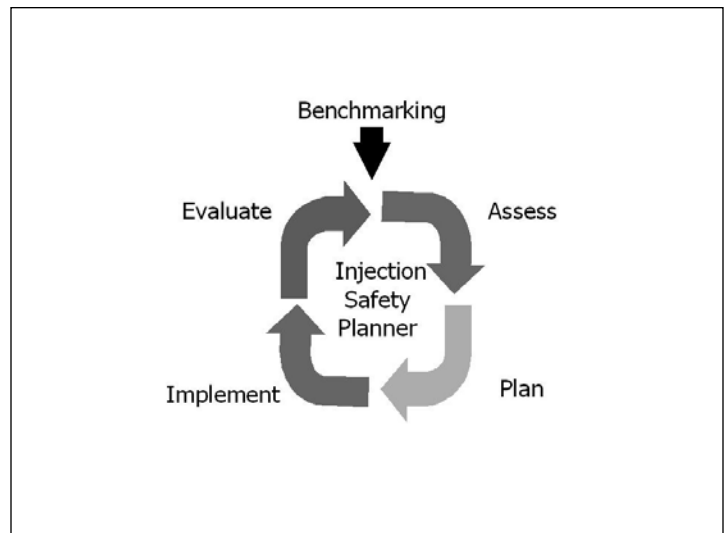 Benchmarking
Evaluate
Assess
Injection
Safety
Planner
Implement
Plan